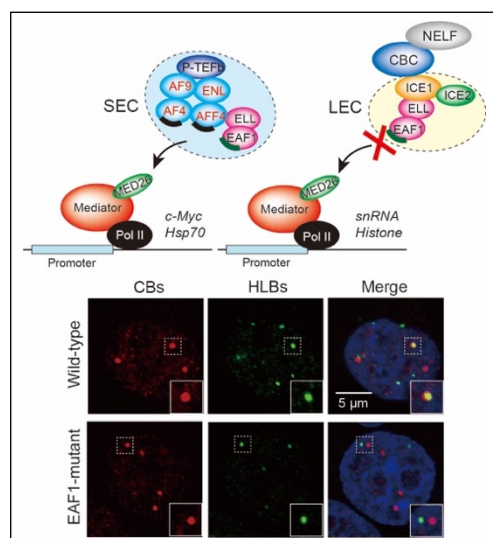 NELF
P-TEFb
CBC
AF9
ENL
ICE1
ICE2
SEC
LEC
AF4
AFF4
ELL
ELL
EAF1
EAF1
MED26
MED26
Mediator
c-Myc
Mediator
snRNA
Pol II
Hsp70
Pol II
Histone
Promoter
Promoter
CBs
HLBs
Merge
Wild-type
5 µm
EAF1-mutant